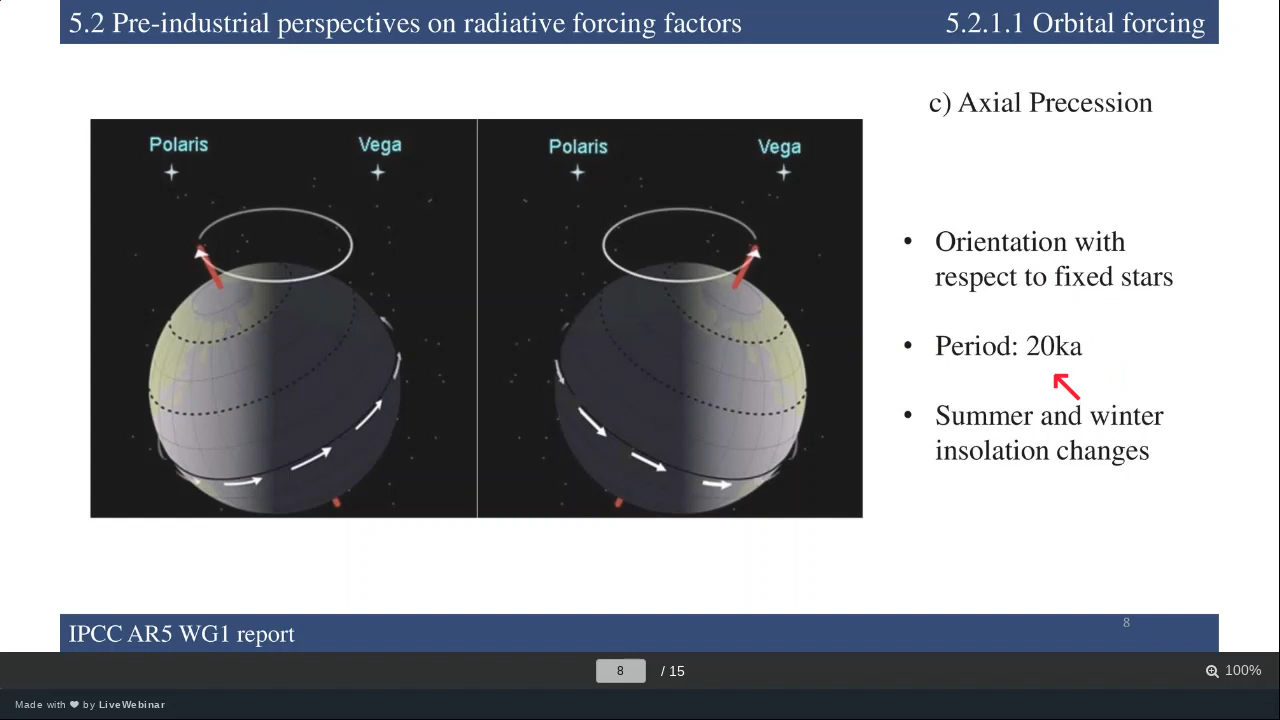 5.2 Pre-industrial perspectives on radiative forcing factors
5.2.1.1 Orbital forcing
c) Axial Precession
Polaris
Vega
Polaris
Vega
• Orientation with
respect to fixed stars
• Period: 20ka
• Summer and winter
insolation changes
IPCC AR5 WG1 report
8
8 / 15
100%
Made with ❤ by LiveWebinar